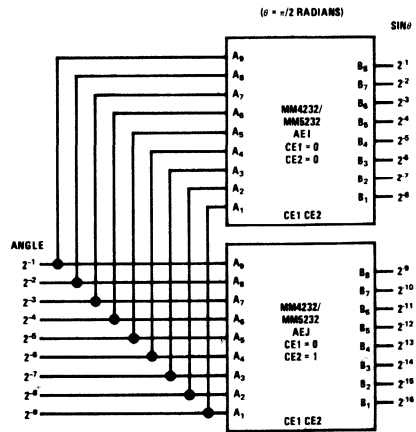 (θ = π/2 RADIANS)
SINθ
A9
A8
A7
A6
A5
A4
A3
A2
A1
MM4232/
MM5232
AEI
CE1 = 0
CE2 = 0
CE1 CE2
B8 2-1
B7 2-2
B6 2-3
B5 2-4
B4 2-5
B3 2-6
B2 2-7
B1 2-8
ANGLE
2-1
2-2
2-3
2-4
2-5
2-6
2-7
2-8
2-9
A9
A8
A7
A6
A5
A4
A3
A2
A1
MM4232/
MM5232
AEJ
CE1 = 0
CE2 = 1
CE1 CE2
B8 2-9
B7 2-10
B6 2-11
B5 2-12
B4 2-13
B3 2-14
B2 2-15
B1 2-16